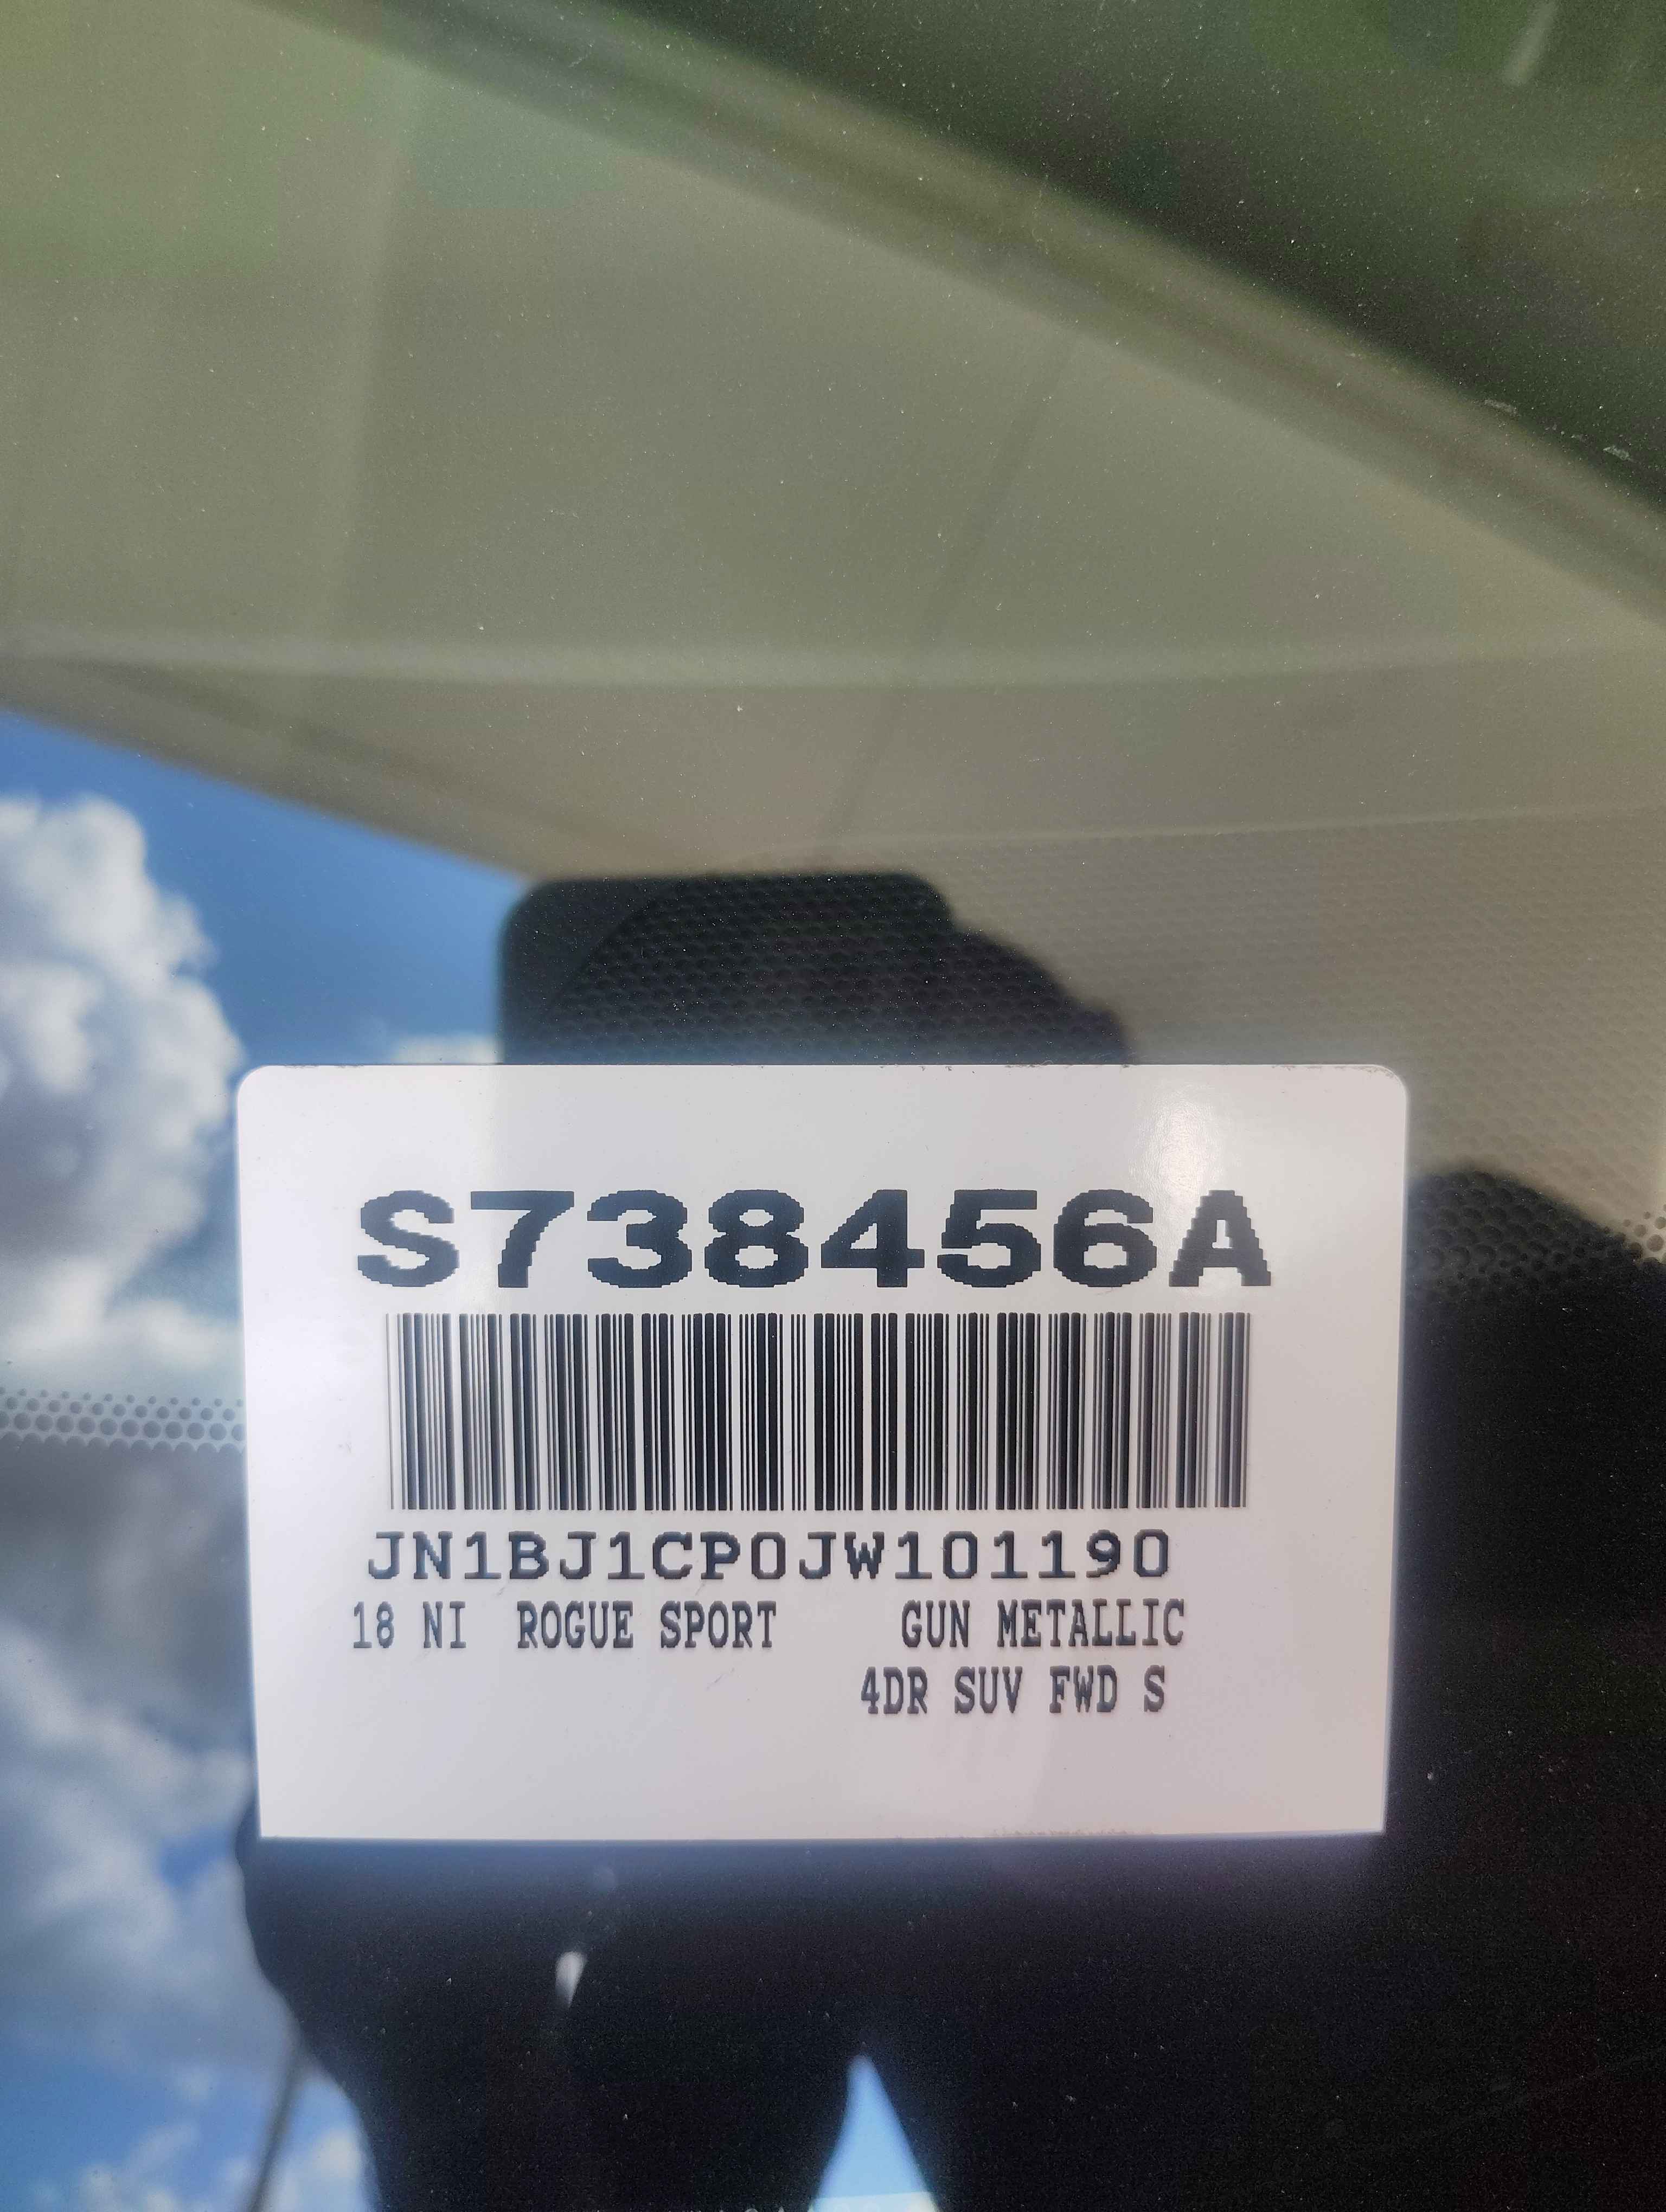 S738456A
JN1BJ1CP0JW101190
18 NI ROGUE SPORT GUN METALLIC
4DR SUV FWD S